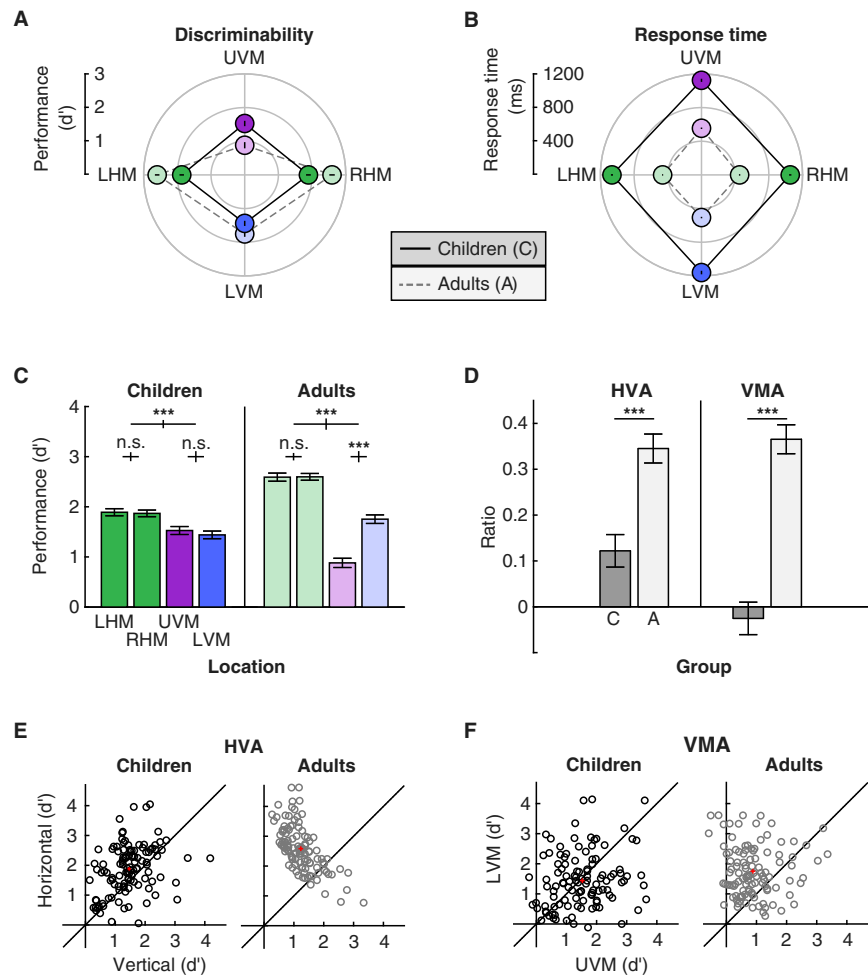 A
Discriminability
UVM
3
2
1
Performance
(d')
LHM
RHM
LVM
B
Response time
UVM
1200
800
400
Response time
(ms)
LHM
RHM
LVM
Children (C)
Adults (A)
C
Children
Adults
***
***
n.s.
n.s.
n.s.
***
4
3
2
1
0
Performance (d')
LHM
RHM
UVM
LVM
Location
D
HVA
VMA
***
***
0.4
0.3
0.2
0.1
0
Ratio
C
A
Group
E
HVA
Children
Adults
4
3
2
1
Horizontal (d')
1 2 3 4
1 2 3 4
Vertical (d')
F
VMA
Children
Adults
4
3
2
1
LVM (d')
1 2 3 4
1 2 3 4
UVM (d')